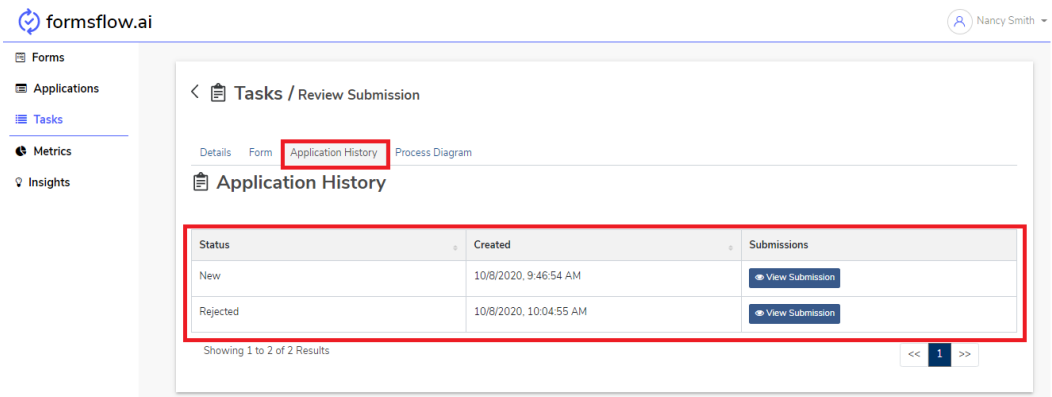 formsflow.ai
Nancy Smith
Forms
Applications
Tasks
Metrics
Insights
Tasks / Review Submission
Details Form Application History Process Diagram
Application History
Status Created Submissions
New 10/8/2020, 9:46:54 AM View Submission
Rejected 10/8/2020, 10:04:55 AM View Submission
Showing 1 to 2 of 2 Results
<< 1 >>